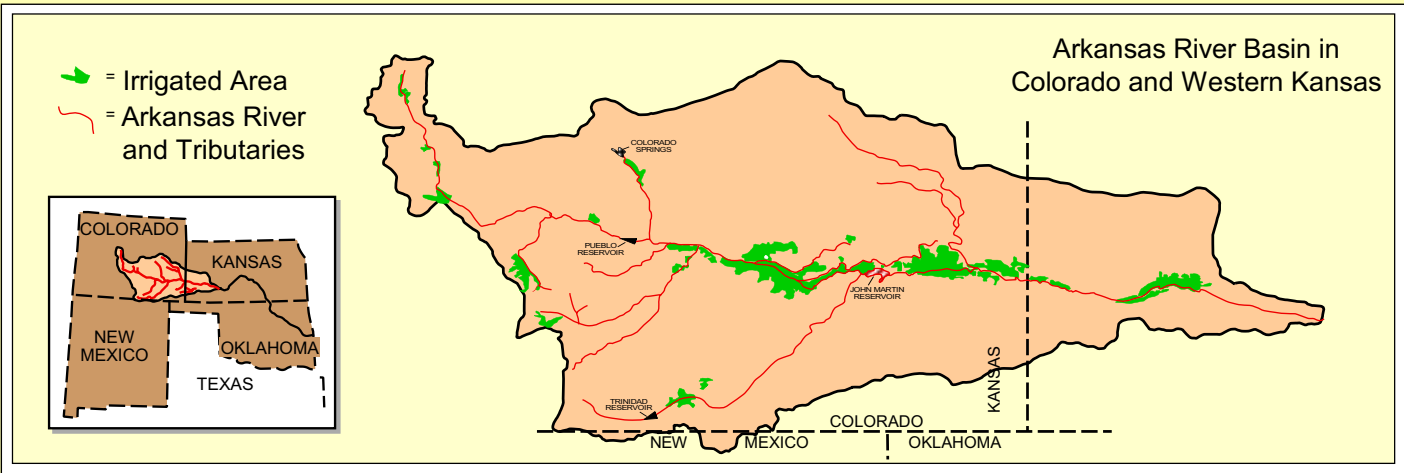 Arkansas River Basin in
Colorado and Western Kansas
= Irrigated Area
= Arkansas River
and Tributaries
COLORADO
KANSAS
NEW
MEXICO
OKLAHOMA
TEXAS
COLORADO
SPRINGS
PUEBLO
RESERVOIR
JOHN MARTIN
RESERVOIR
TRINIDAD
RESERVOIR
KANSAS
COLORADO
NEW MEXICO
OKLAHOMA